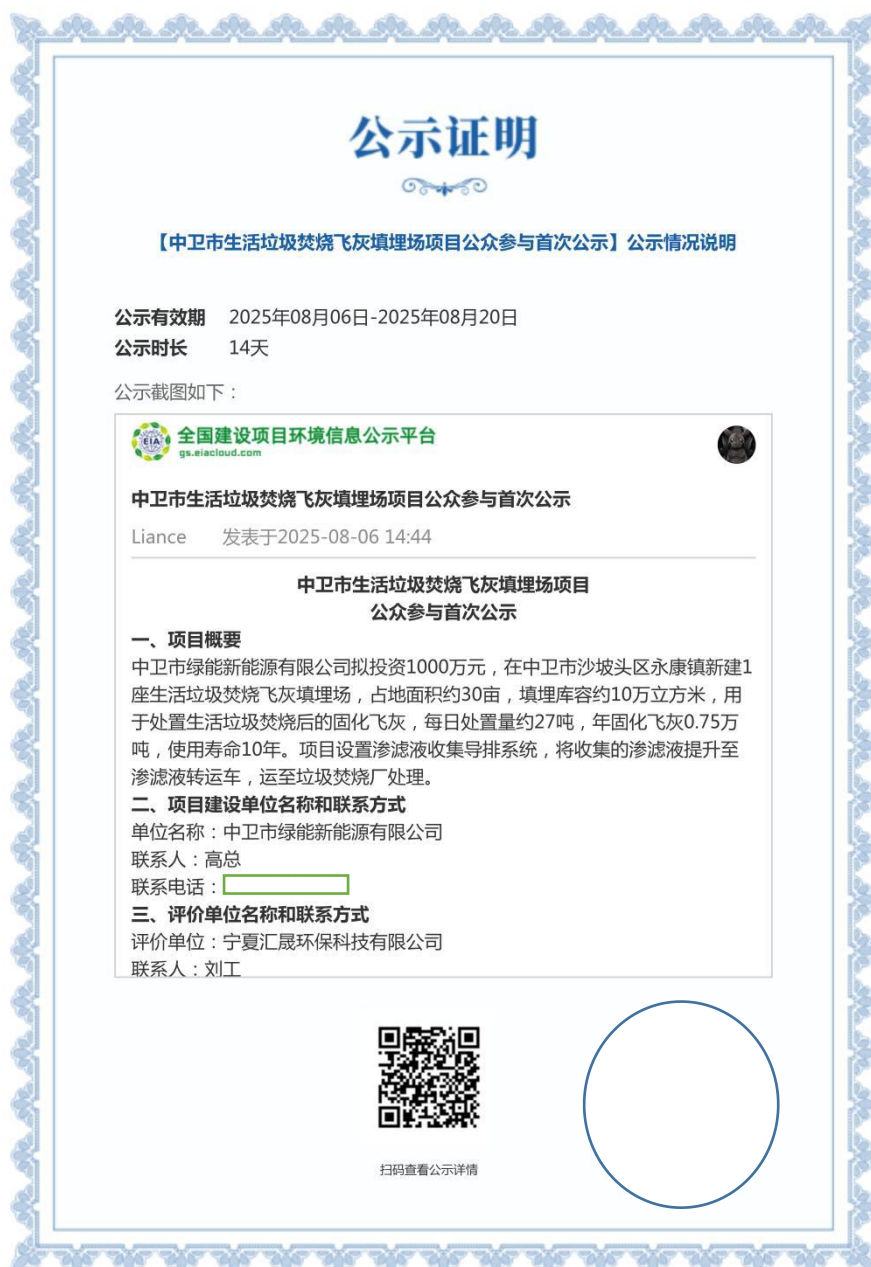 公示证明
【中卫市生活垃圾焚烧飞灰填埋场项目公众参与首次公示】公示情况说明
公示有效期 2025年08月06日-2025年08月20日
公示时长 14天
公示截图如下：
EIA 全国建设项目环境信息公示平台
gs.eiacloud.com
中卫市生活垃圾焚烧飞灰填埋场项目公众参与首次公示
Liance 发表于2025-08-06 14:44
中卫市生活垃圾焚烧飞灰填埋场项目
公众参与首次公示
一、项目概要
中卫市绿能新能源有限公司拟投资1000万元，在中卫市沙坡头区永康镇新建1
座生活垃圾焚烧飞灰填埋场，占地面积约30亩，填埋库容约10万立方米，用
于处置生活垃圾焚烧后的固化飞灰，每日处置量约27吨，年固化飞灰0.75万
吨，使用寿命10年。项目设置渗滤液收集导排系统，将收集的渗滤液提升至
渗滤液转运车，运至垃圾焚烧厂处理。
二、项目建设单位名称和联系方式
单位名称：中卫市绿能新能源有限公司
联系人：高总
联系电话：
三、评价单位名称和联系方式
评价单位：宁夏汇晟环保科技有限公司
联系人：刘工
扫码查看公示详情